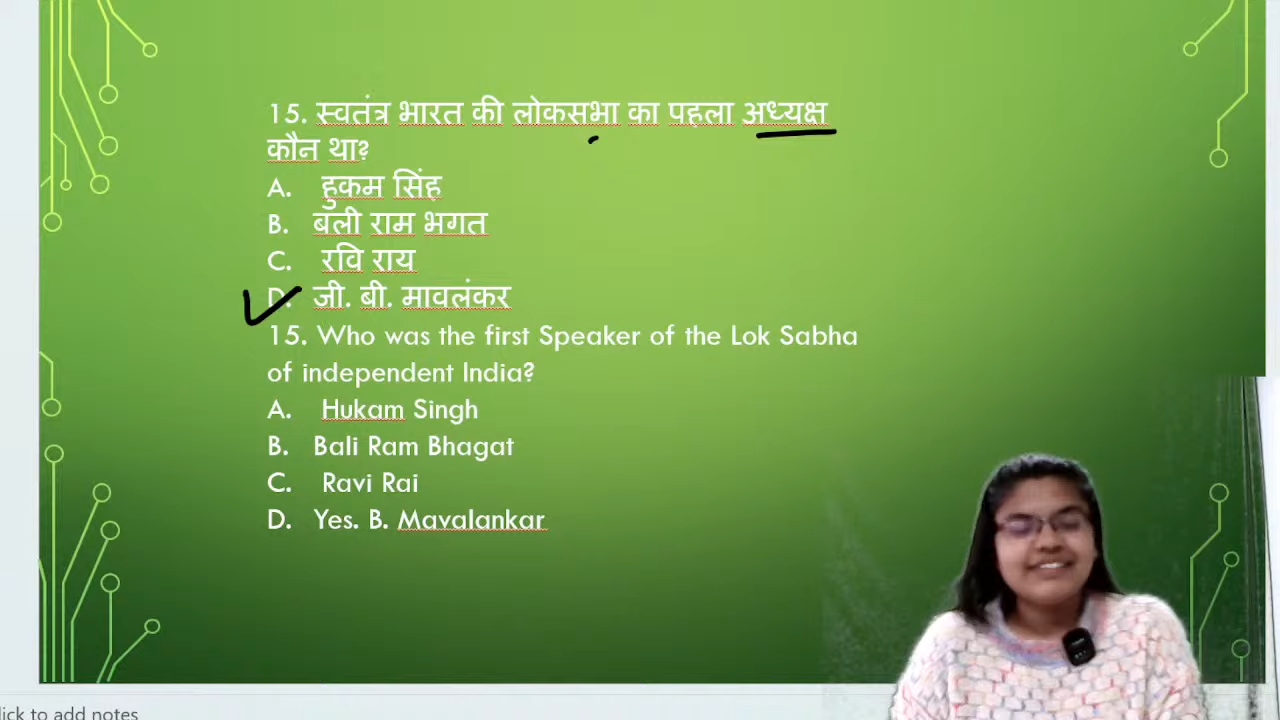 15. स्वतंत्र भारत की लोकसभा का पहला अध्यक्ष
कौन था?
A. हुकम सिंह
B. बली राम भगत
C. रवि राय
D. जी. बी. मावलंकर
15. Who was the first Speaker of the Lok Sabha
of independent India?
A. Hukam Singh
B. Bali Ram Bhagat
C. Ravi Rai
D. Yes. B. Mavalankar
lick to add notes